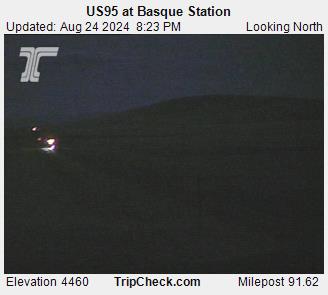 US95 at Basque Station
Updated: Aug 24 2024 8:23 PM Looking North
Elevation 4460 TripCheck.com Milepost 91.62